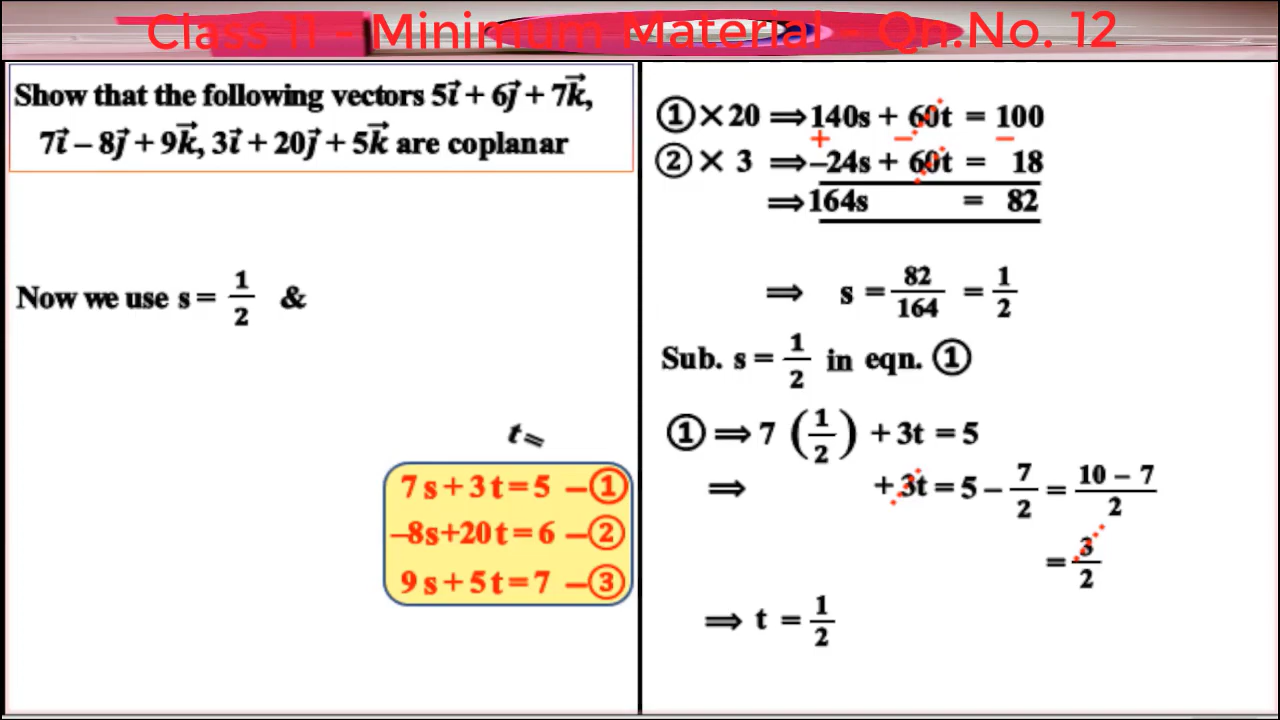 Class 11 - Minimum Material - Qn.No. 12
Show that the following vectors 5i⃗ + 6j⃗ + 7k⃗,
7i⃗ – 8j⃗ + 9k⃗, 3i⃗ + 20j⃗ + 5k⃗ are coplanar
Now we use s = 1/2 &
t =
7s + 3t = 5 – ①
–8s+20t = 6 – ②
9s + 5t = 7 – ③
① × 20 ⟹ 140s + 60t = 100
+ – –
② × 3 ⟹ –24s + 60t = 18
⟹ 164s = 82
⟹ s = 82/164 = 1/2
Sub. s = 1/2 in eqn. ①
① ⟹ 7 (1/2) + 3t = 5
⟹ + 3t = 5 – 7/2 = (10 – 7)/2
= 3/2
⟹ t = 1/2